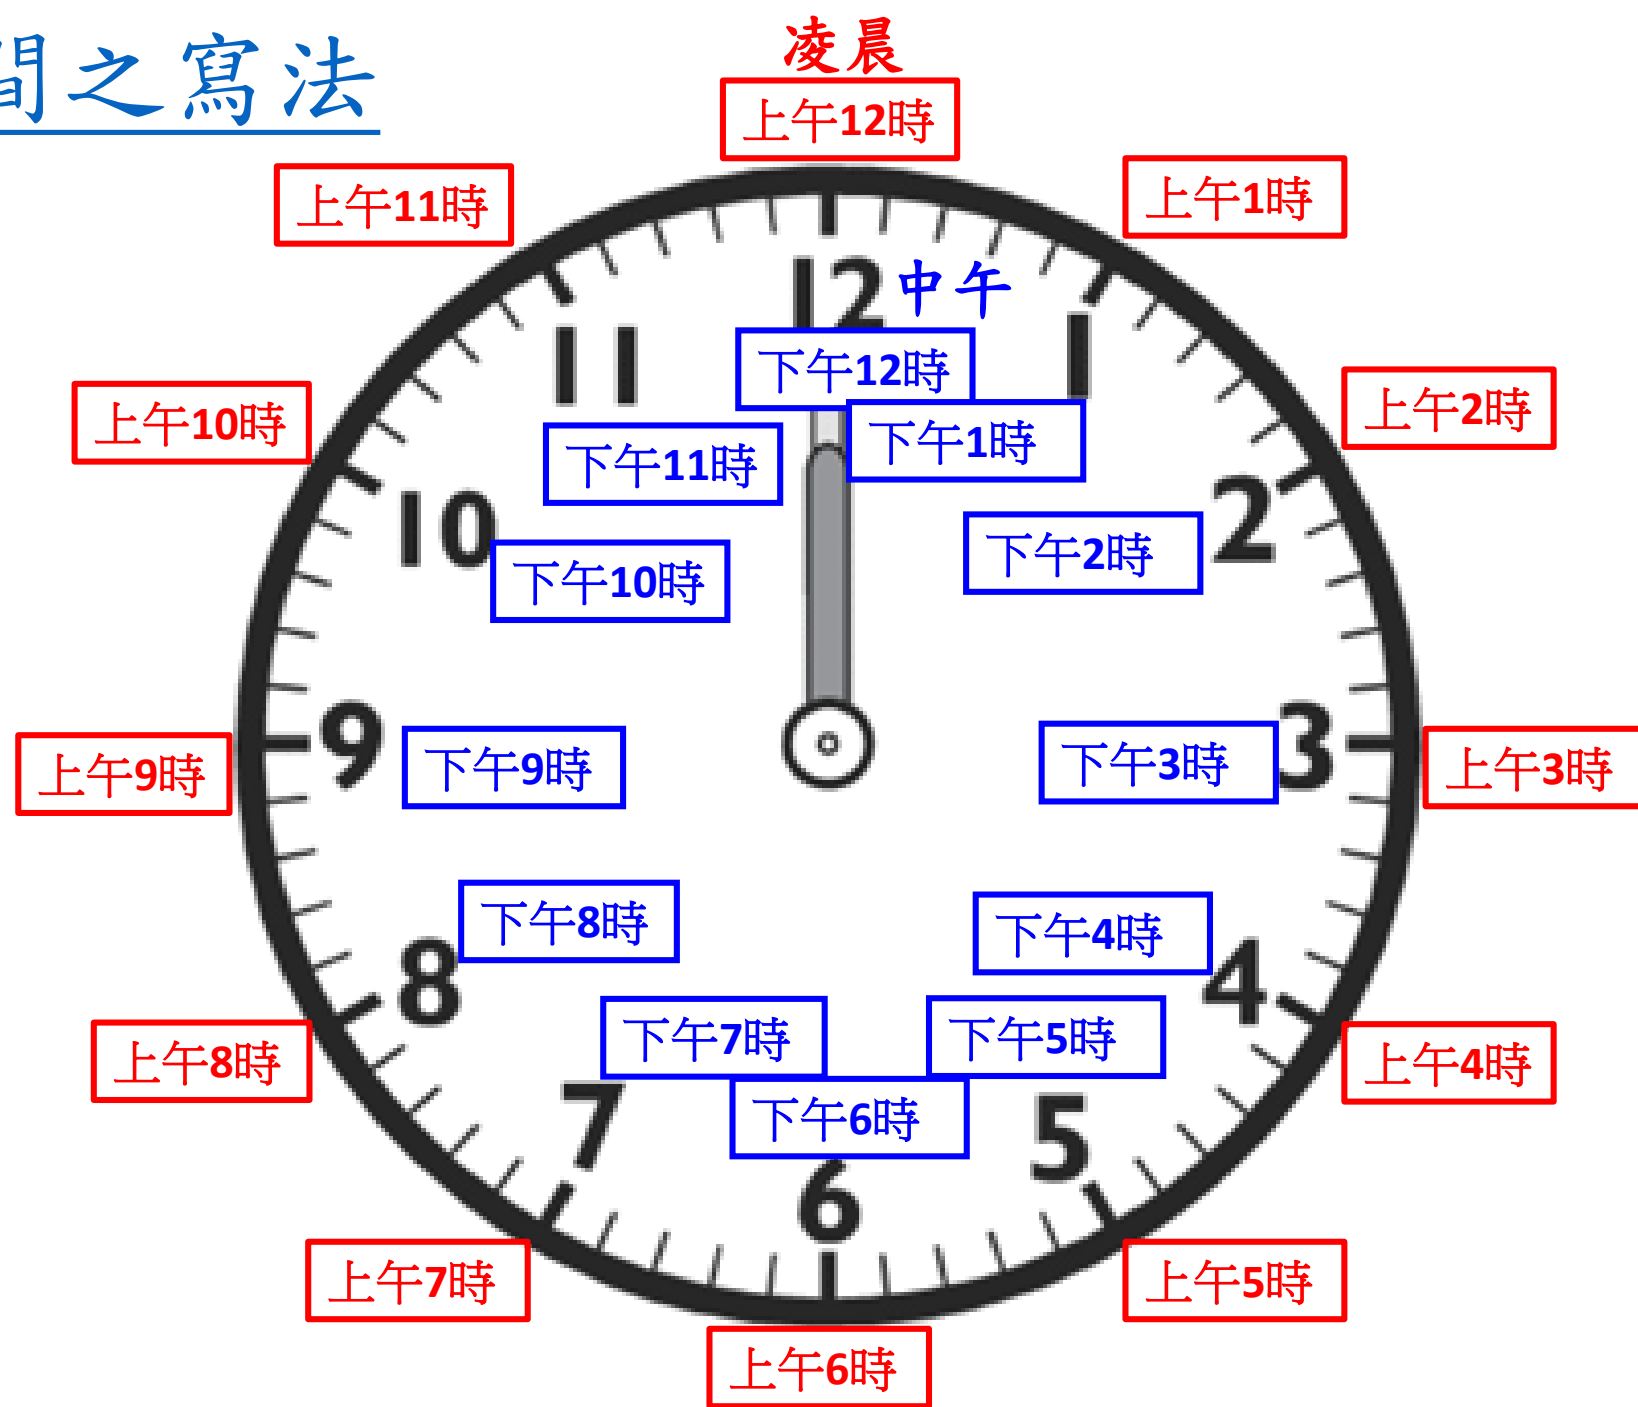 間之寫法
凌晨
上午12時
上午11時
上午1時
12
中午
11
1
下午12時
上午10時
上午2時
下午11時
下午1時
10
2
下午10時
下午2時
9
下午9時
下午3時
3
上午9時
上午3時
下午8時
下午4時
8
4
上午8時
下午7時
下午5時
上午4時
7
下午6時
5
6
上午7時
上午5時
上午6時